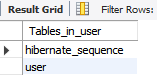 Result Grid Filter Rows:
Tables_in_user
hibernate_sequence
user